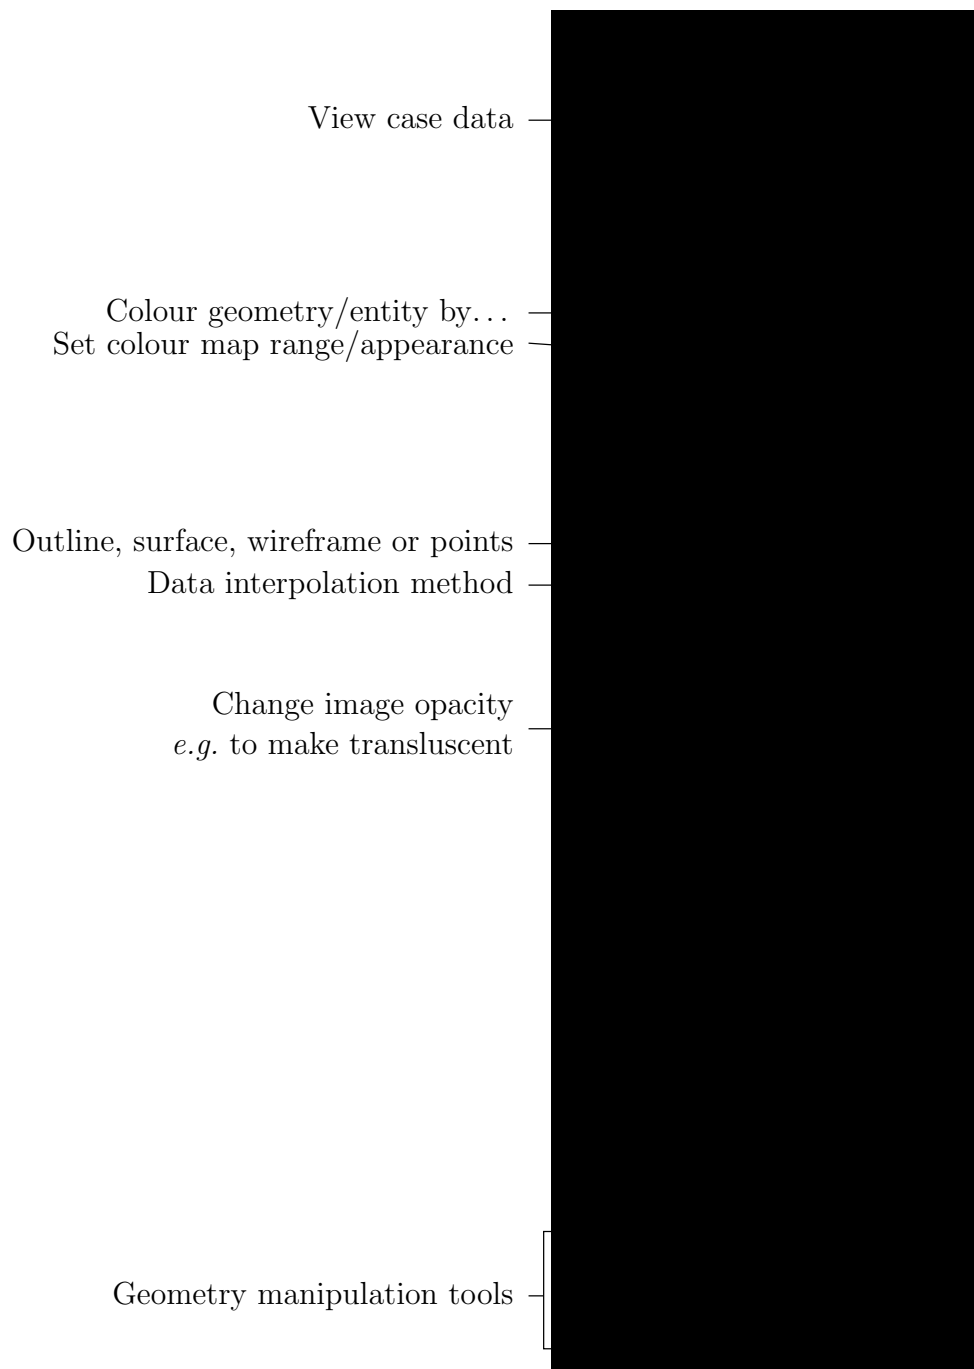 View case data
Colour geometry/entity by...
Set colour map range/appearance
Outline, surface, wireframe or points
Data interpolation method
Change image opacity
e.g. to make transluscent
Geometry manipulation tools